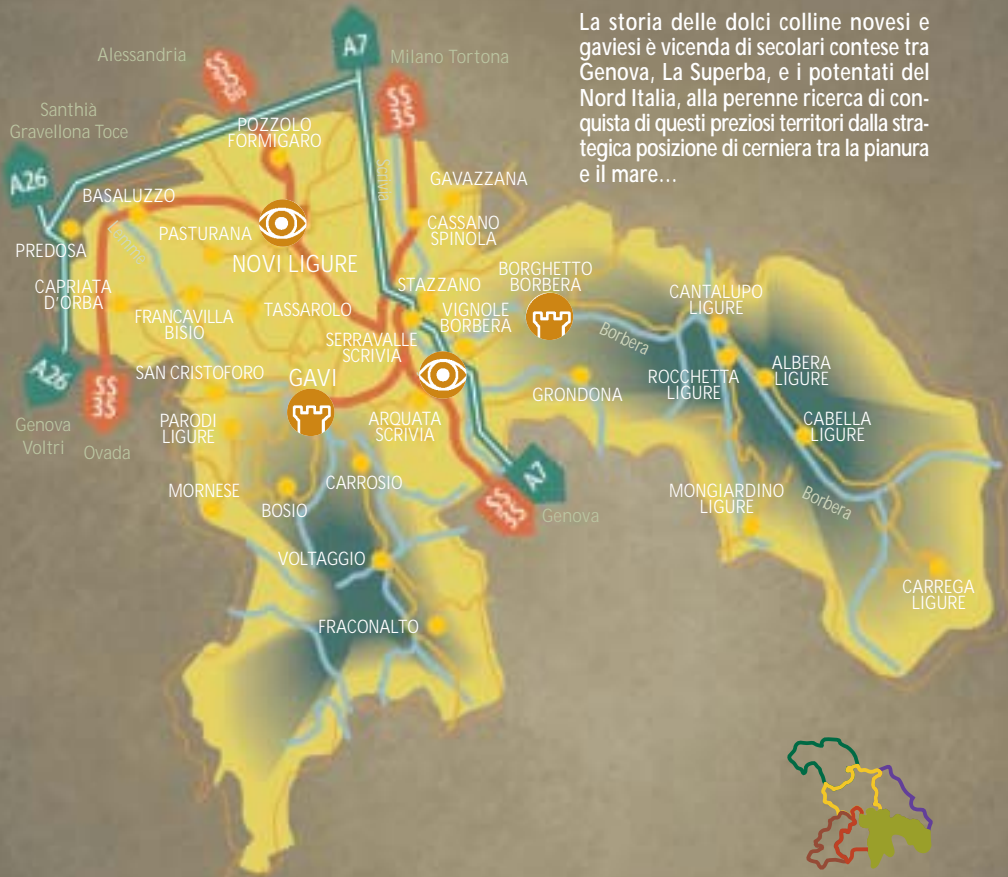 La storia delle dolci colline novesi e
gaviesi è vicenda di secolari contese tra
Genova, La Superba, e i potentati del
Nord Italia, alla perenne ricerca di con-
quista di questi preziosi territori dalla stra-
tegica posizione di cerniera tra la pianura
e il mare...
A7
Alessandria
Milano Tortona
SS
35
Santhià
Gravellona Toce
POZZOLO
FORMIGARO
A26
Scrivia
GAVAZZANA
BASALUZZO
CASSANO
SPINOLA
PASTURANA
PREDOSA
NOVI LIGURE
BORGHETTO
BORBERA
STAZZANO
CAPRIATA
D'ORBA
CANTALUPO
LIGURE
TASSAROLO
VIGNOLE
BORBERA
FRANCAVILLA
BISIO
Borbera
SERRAVALLE
SCRIVIA
ALBERA
LIGURE
A26
SAN CRISTOFORO
GAVI
ROCCHETTA
LIGURE
SS
35
GRONDONA
PARODI
LIGURE
ARQUATA
SCRIVIA
CABELLA
LIGURE
Genova
Voltri
Ovada
A7
MORNESE
CARROSIO
MONGIARDINO
LIGURE
Borbera
BOSIO
Genova
VOLTAGGIO
CARREGA
LIGURE
FRACONALTO